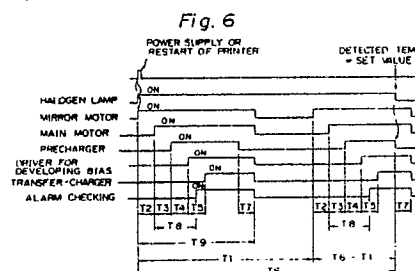 Fig. 6
POWER SUPPLY OR
RESTART OF PRINTER
DETECTED TEM
= SET VALUE
HALOGEN LAMP
ON
MIRROR MOTOR
ON
MAIN MOTOR
ON
PRECHARGER
ON
DRIVER FOR
DEVELOPING BIAS
ON
TRANSFER-CHARGER
ON
ALARM CHECKING
ON
T2 T3 T4 T5 T7 T2 T3 T4 T5 T7
T8 T8
T9
T1 T6 - T1
T6